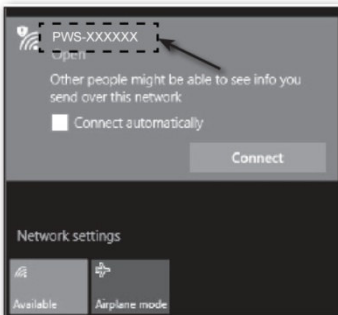 PWS-XXXXXX
Open
Other people might be able to see info you
send over this network
Connect automatically
Connect
Network settings
Available
Airplane mode